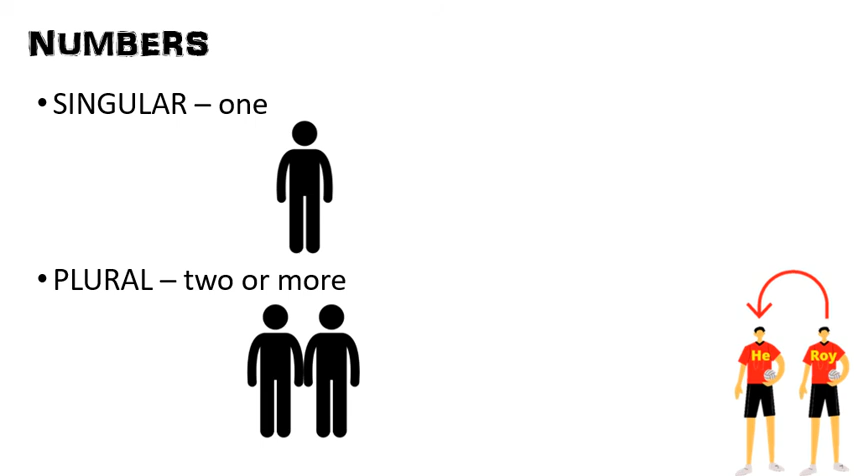 NUMBERS
• SINGULAR – one
• PLURAL – two or more
He Roy